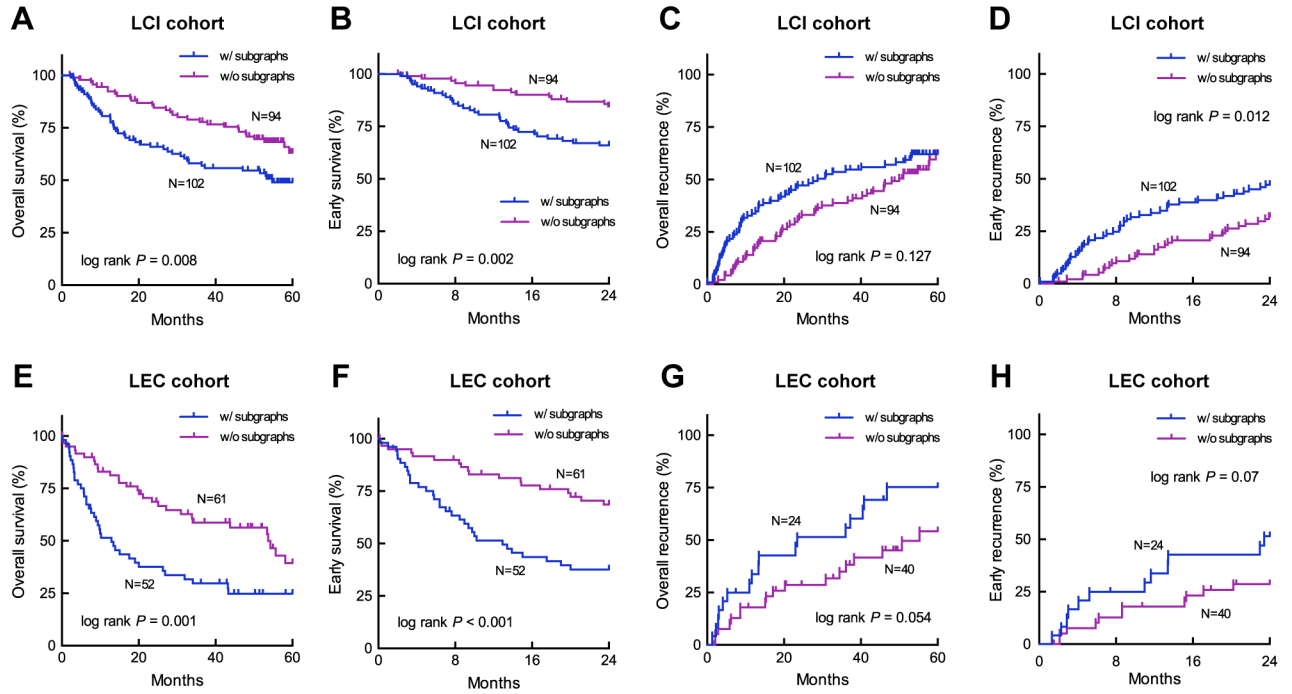 A
LCI cohort
w/ subgraphs
w/o subgraphs
Overall survival (%)
100
75
50
25
0
N=94
N=102
log rank P = 0.008
0 20 40 60
Months
B
LCI cohort
Early survival (%)
100
75
50
25
0
N=94
N=102
w/ subgraphs
w/o subgraphs
log rank P = 0.002
0 8 16 24
Months
C
LCI cohort
w/ subgraphs
w/o subgraphs
Overall recurrence (%)
100
75
50
25
0
N=102
N=94
log rank P = 0.127
0 20 40 60
Months
D
LCI cohort
w/ subgraphs
w/o subgraphs
Early recurrence (%)
100
75
50
25
0
log rank P = 0.012
N=102
N=94
0 8 16 24
Months
E
LEC cohort
w/ subgraphs
w/o subgraphs
Overall survival (%)
100
75
50
25
0
N=61
N=52
log rank P = 0.001
0 20 40 60
Months
F
LEC cohort
w/ subgraphs
w/o subgraphs
Early survival (%)
100
75
50
25
0
N=61
N=52
log rank P < 0.001
0 8 16 24
Months
G
LEC cohort
w/ subgraphs
w/o subgraphs
Overall recurrence (%)
100
75
50
25
0
N=24
N=40
log rank P = 0.054
0 20 40 60
Months
H
LEC cohort
w/ subgraphs
w/o subgraphs
Early recurrence (%)
100
75
50
25
0
log rank P = 0.07
N=24
N=40
0 8 16 24
Months